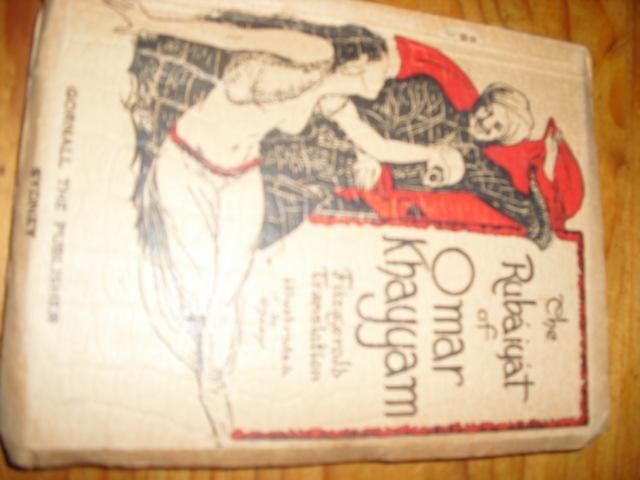 The
Rubáiyát
of
Omar
Khayyam
Fitzgerald's
Translation
Illustrated
GORNALL THE PUBLISHER
SYDNEY